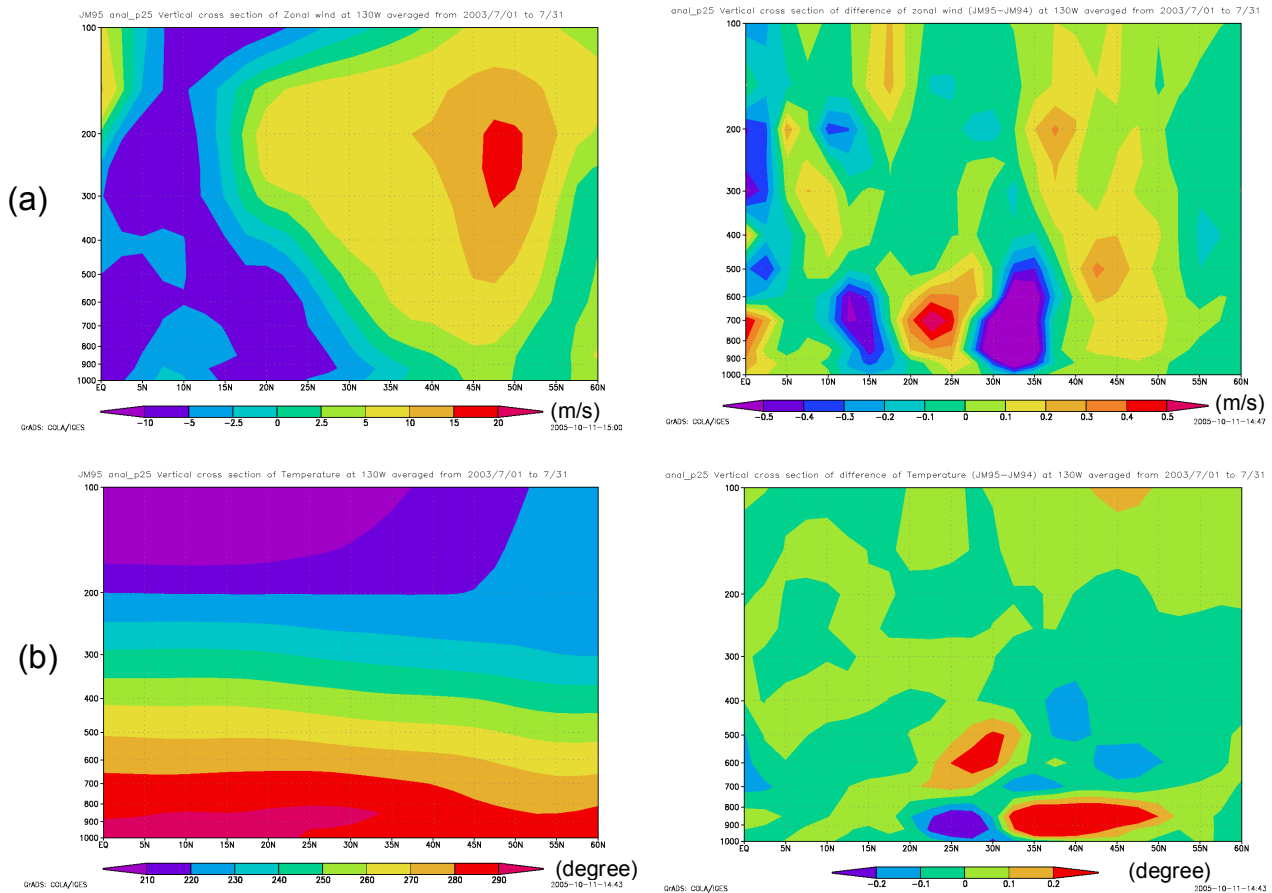 JM95 anal_p25 Vertical cross section of Zonal wind at 130W averaged from 2003/7/01 to 7/31
100
200
300
400
500
600
700
800
900
1000
EQ 5N 10N 15N 20N 25N 30N 35N 40N 45N 50N 55N 60N
-10 -5 -2.5 0 2.5 5 10 15 20
(m/s)
GrADS: COLA/IGES
2005-10-11-15:00
(a)
anal_p25 Vertical cross section of difference of zonal wind (JM95-JM94) at 130W averaged from 2003/7/01 to 7/31
100
200
300
400
500
600
700
800
900
1000
EQ 5N 10N 15N 20N 25N 30N 35N 40N 45N 50N 55N 60N
-0.5 -0.4 -0.3 -0.2 -0.1 0 0.1 0.2 0.3 0.4 0.5
(m/s)
GrADS: COLA/IGES
2005-10-11-14:47
JM95 anal_p25 Vertical cross section of Temperature at 130W averaged from 2003/7/01 to 7/31
100
200
300
400
500
600
700
800
900
1000
EQ 5N 10N 15N 20N 25N 30N 35N 40N 45N 50N 55N 60N
210 220 230 240 250 260 270 280 290
(degree)
GrADS: COLA/IGES
2005-10-11-14:43
(b)
anal_p25 Vertical cross section of difference of Temperature (JM95-JM94) at 130W averaged from 2003/7/01 to 7/31
100
200
300
400
500
600
700
800
900
1000
EQ 5N 10N 15N 20N 25N 30N 35N 40N 45N 50N 55N 60N
-0.2 -0.1 0 0.1 0.2
(degree)
GrADS: COLA/IGES
2005-10-11-14:43